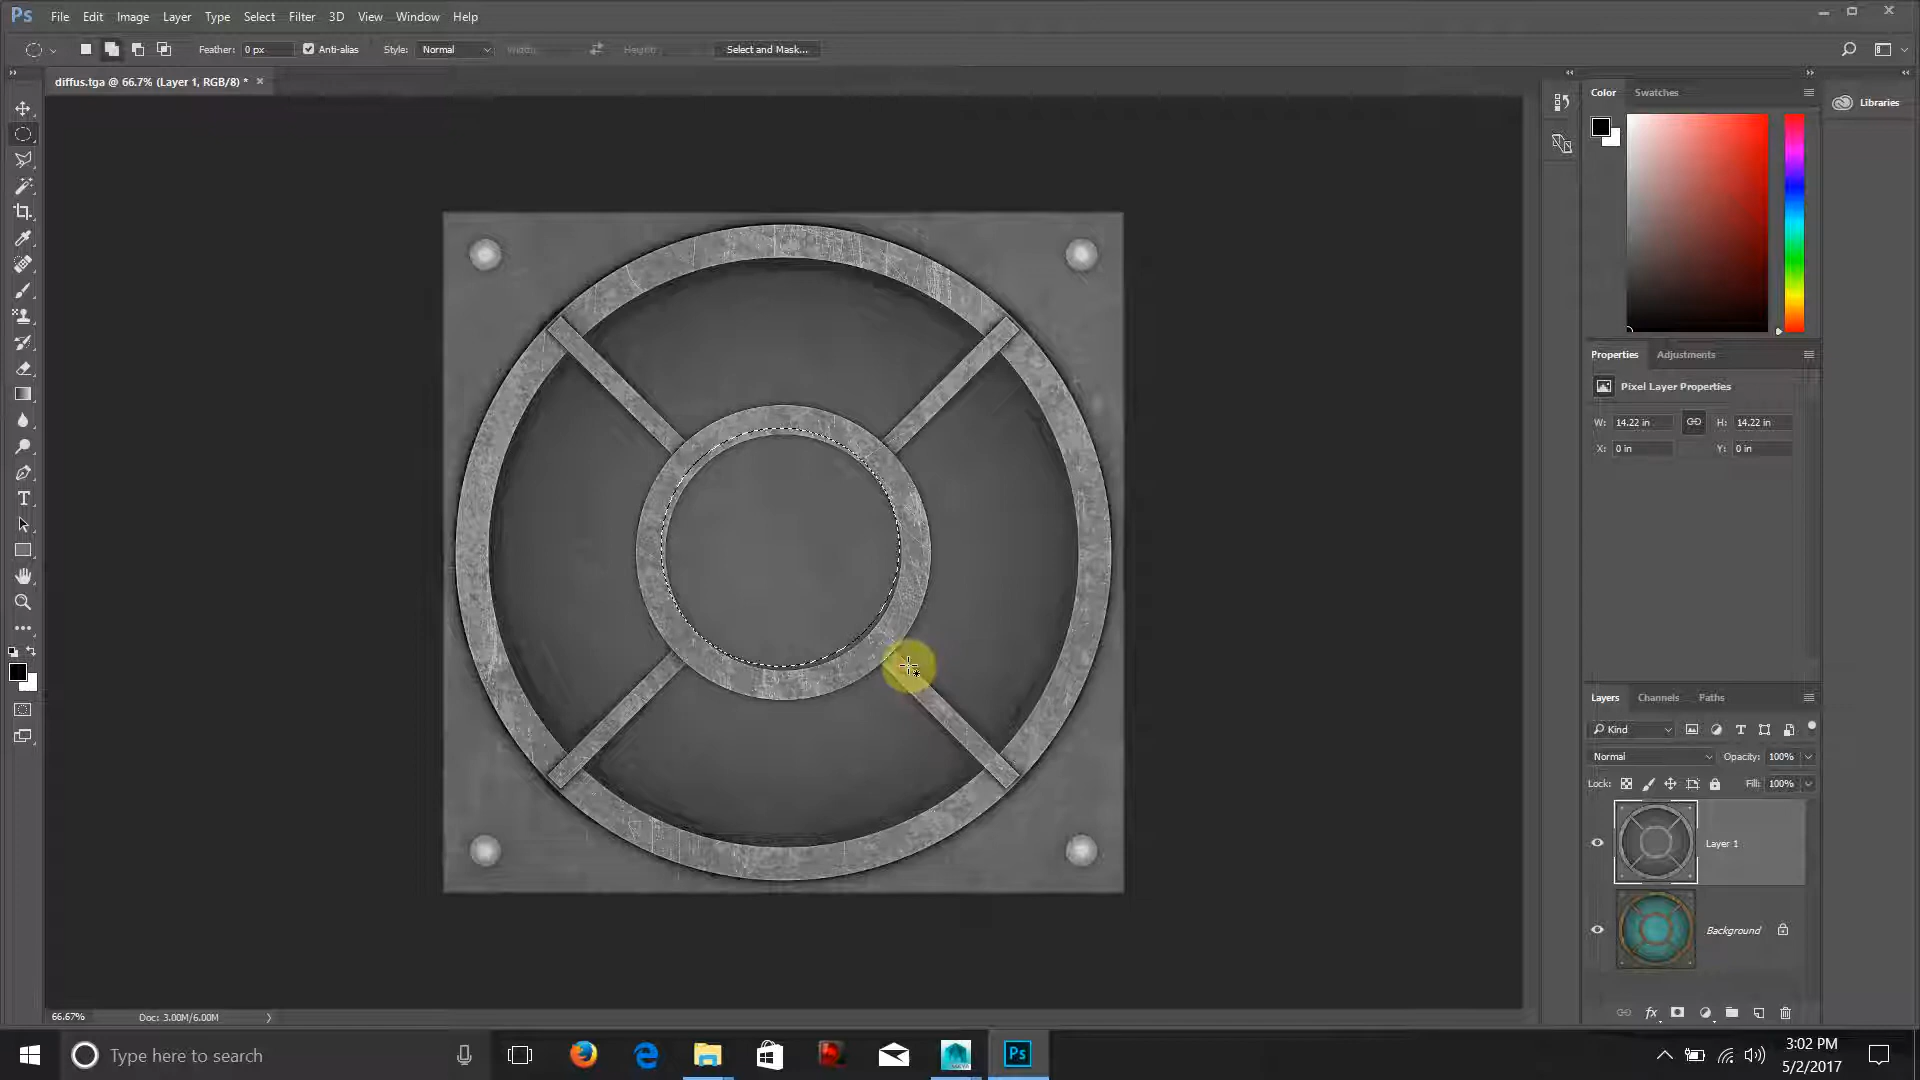 Ps File Edit Image Layer Type Select Filter 3D View Window Help
Feather: 0 px Anti-alias Style: Normal Width: Height: Select and Mask...
diffus.tga @ 66.7% (Layer 1, RGB/8) * ×
Color Swatches
Libraries
Properties Adjustments
Pixel Layer Properties
W: 14.22 in H: 14.22 in
X: 0 in Y: 0 in
Layers Channels Paths
Kind
Normal Opacity: 100%
Lock: Fill: 100%
Layer 1
Background
fx
66.67% Doc: 3.00M/6.00M
Type here to search
Ps
3:02 PM
5/2/2017